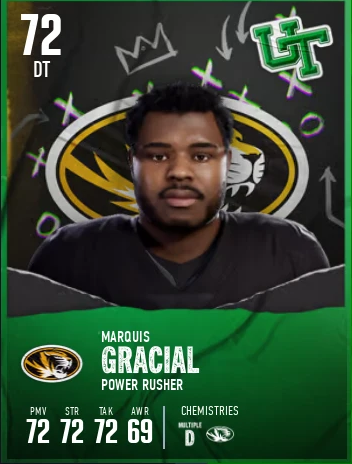 72
DT
UT
MARQUIS
GRACIAL
POWER RUSHER
PMV STR TAK AWR CHEMISTRIES
72 72 72 69 MULTIPLE D